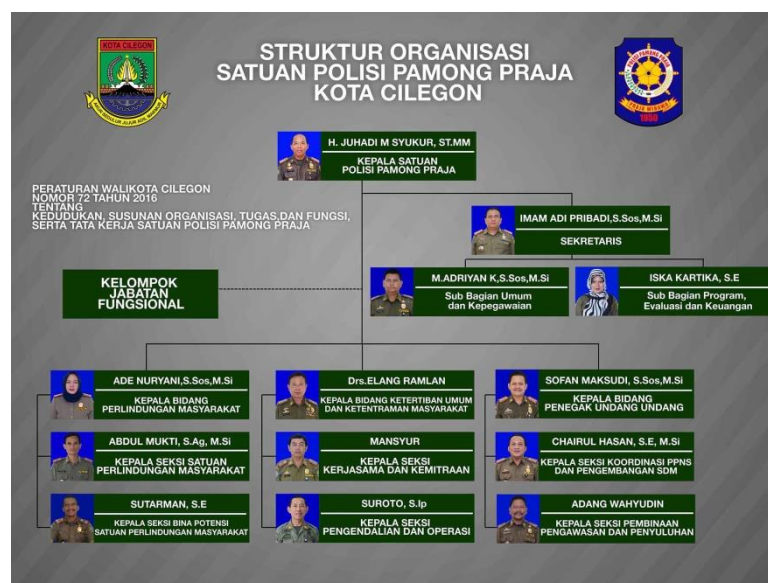 KOTA CILEGON
STRUKTUR ORGANISASI
SATUAN POLISI PAMONG PRAJA
KOTA CILEGON
1950
H. JUHADI M SYUKUR, ST.MM
KEPALA SATUAN
POLISI PAMONG PRAJA
PERATURAN WALIKOTA CILEGON
NOMOR 72 TAHUN 2016
TENTANG
KEDUDUKAN, SUSUNAN ORGANISASI, TUGAS,DAN FUNGSI,
SERTA TATA KERJA SATUAN POLISI PAMONG PRAJA
IMAM ADI PRIBADI,S.Sos,M.Si
SEKRETARIS
KELOMPOK
JABATAN
FUNGSIONAL
M.ADRIYAN K,S.Sos,M.Si
Sub Bagian Umum
dan Kepegawaian
ISKA KARTIKA, S.E
Sub Bagian Program,
Evaluasi dan Keuangan
ADE NURYANI,S.Sos,M.Si
KEPALA BIDANG
PERLINDUNGAN MASYARAKAT
Drs.ELANG RAMLAN
KEPALA BIDANG KETERTIBAN UMUM
DAN KETENTRAMAN MASYARAKAT
SOFAN MAKSUDI, S.Sos,M.Si
KEPALA BIDANG
PENEGAK UNDANG UNDANG
ABDUL MUKTI, S.Ag, M.Si
KEPALA SEKSI SATUAN
PERLINDUNGAN MASYARAKAT
MANSYUR
KEPALA SEKSI
KERJASAMA DAN KEMITRAAN
CHAIRUL HASAN, S.E, M.Si
KEPALA SEKSI KOORDINASI PPNS
DAN PENGEMBANGAN SDM
SUTARMAN, S.E
KEPALA SEKSI BINA POTENSI
SATUAN PERLINDUNGAN MASYARAKAT
SUROTO, S.Ip
KEPALA SEKSI
PENGENDALIAN DAN OPERASI
ADANG WAHYUDIN
KEPALA SEKSI PEMBINAAN
PENGAWASAN DAN PENYULUHAN